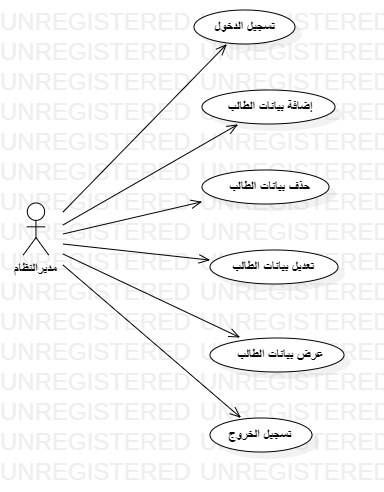 تسجيل الدخول
إضافة بيانات الطالب
حذف بيانات الطالب
مديرالنظام
تعديل بيانات الطالب
عرض بيانات الطالب
تسجيل الخروج
UNREGISTERED